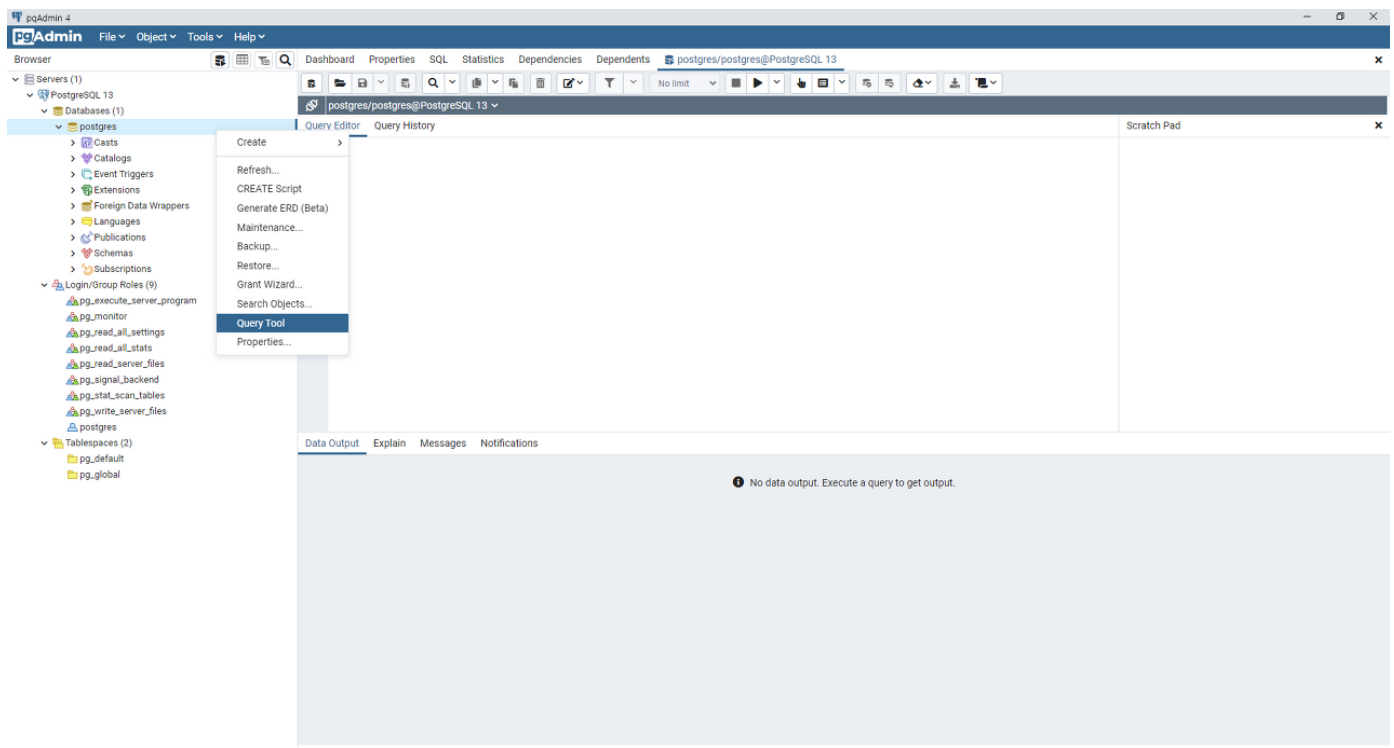 pgAdmin 4
pgAdmin File Object Tools Help
Browser
Dashboard Properties SQL Statistics Dependencies Dependents postgres/postgres@PostgreSQL 13
Servers (1)
PostgreSQL 13
Databases (1)
postgres
Casts
Catalogs
Event Triggers
Extensions
Foreign Data Wrappers
Languages
Publications
Schemas
Subscriptions
Login/Group Roles (9)
pg_execute_server_program
pg_monitor
pg_read_all_settings
pg_read_all_stats
pg_read_server_files
pg_signal_backend
pg_stat_scan_tables
pg_write_server_files
postgres
Tablespaces (2)
pg_default
pg_global
Create
Refresh...
CREATE Script
Generate ERD (Beta)
Maintenance...
Backup...
Restore...
Grant Wizard...
Search Objects...
Query Tool
Properties...
No limit
postgres/postgres@PostgreSQL 13
Query Editor Query History
Scratch Pad
Data Output Explain Messages Notifications
No data output. Execute a query to get output.